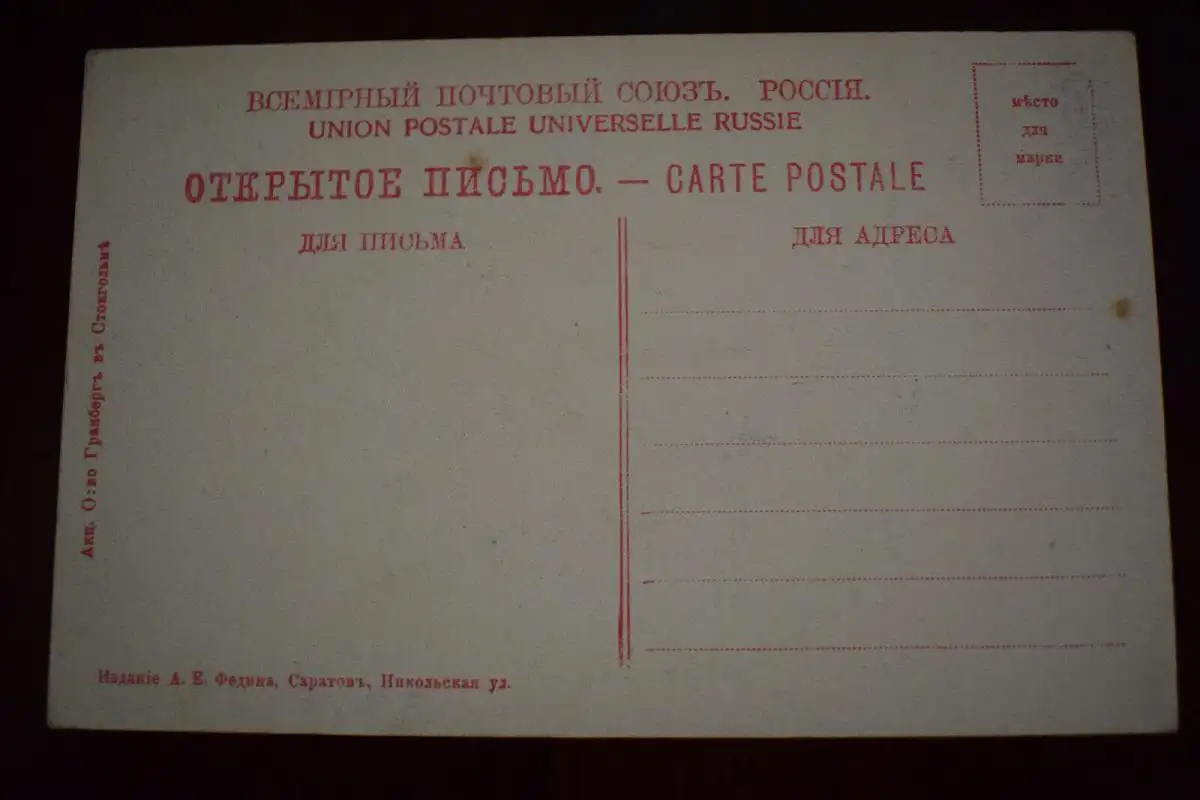 ВСЕМІРНЫЙ ПОЧТОВЫЙ СОЮЗЪ. РОССІЯ.
UNION POSTALE UNIVERSELLE RUSSIE
ОТКРЫТОЕ ПИСЬМО. — CARTE POSTALE
мѣсто
для
марки
ДЛЯ ПИСЬМА
ДЛЯ АДРЕСА
Акц. О:во Гранбергъ въ Стокгольмѣ
Изданіе А. Е. Федина, Саратовъ, Никольская ул.